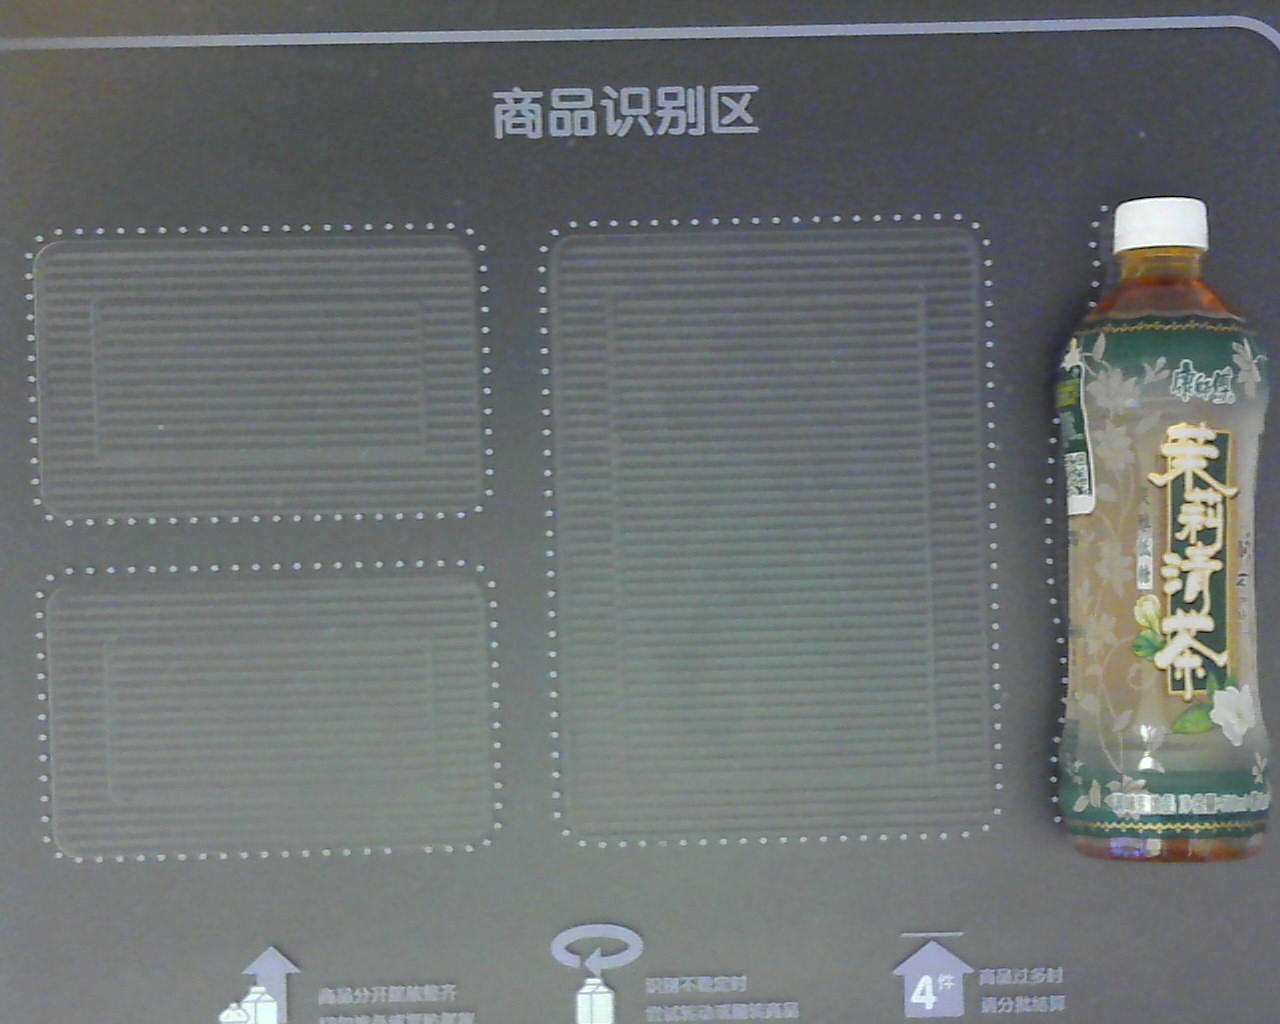 商品识别区
康师傅
茉莉清茶
商品分开摆放整齐
识别不稳定时
尝试转动或翻转商品
4件
商品过多时
请分批结算